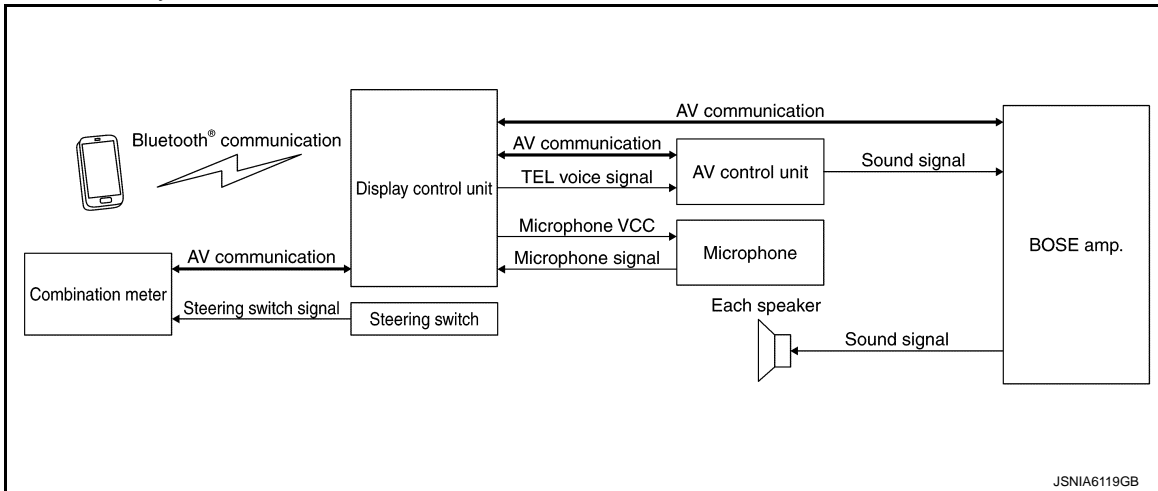 AV communication
Bluetooth® communication
AV communication
Sound signal
Display control unit
AV control unit
TEL voice signal
Microphone VCC
BOSE amp.
AV communication
Microphone signal
Microphone
Combination meter
Steering switch signal
Steering switch
Each speaker
Sound signal
JSNIA6119GB